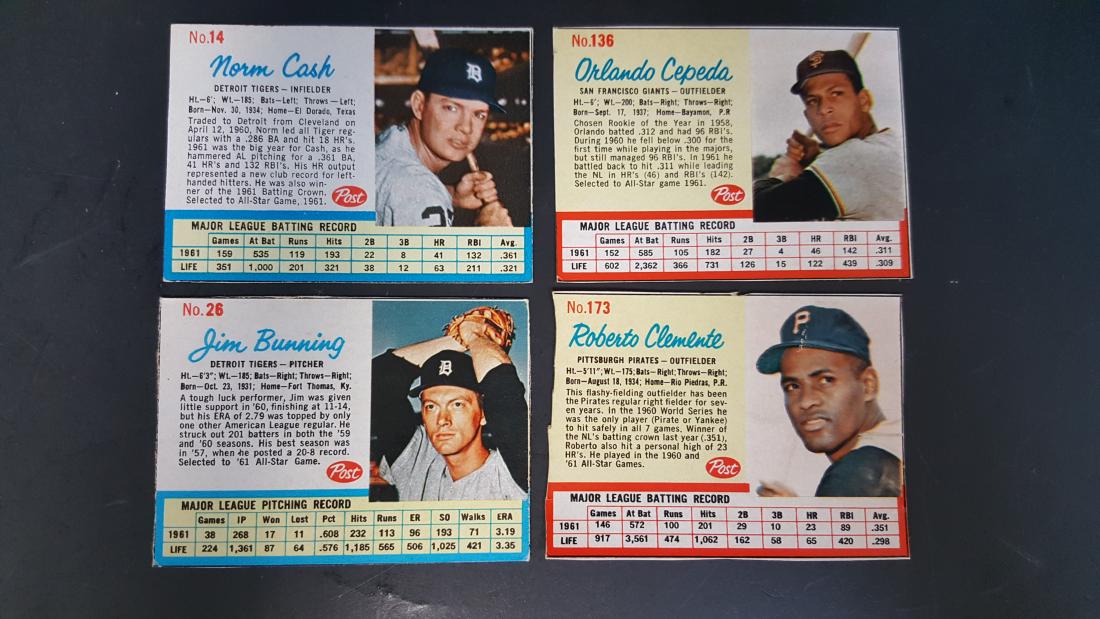 No.14
Norm Cash
DETROIT TIGERS — INFIELDER
Ht.—6'; Wt.—185; Bats—Left; Throws—Left;
Born—Nov. 30, 1934; Home—El Dorado, Texas
Traded to Detroit from Cleveland on
April 12, 1960, Norm led all Tiger reg-
ulars with a .286 BA and hit 18 HR's.
1961 was the big year for Cash, as he
hammered AL pitching for a .361 BA,
41 HR's and 132 RBI's. His HR output
represented a new club record for left-
handed hitters. He was also win-
ner of the 1961 Batting Crown.
Selected to All-Star Game, 1961.
Post
D
MAJOR LEAGUE BATTING RECORD
Games At Bat Runs Hits 2B 3B HR RBI Avg.
1961 159 535 119 193 22 8 41 132 .361
LIFE 351 1,000 201 321 38 12 63 211 .321
No.136
Orlando Cepeda
SAN FRANCISCO GIANTS — OUTFIELDER
Ht.—6'; Wt.—200; Bats—Right; Throws—Right;
Born—Sept. 17, 1937; Home—Bayamon, P.R
Chosen Rookie of the Year in 1958,
Orlando batted .312 and had 96 RBI's.
During 1960 he fell below .300 for the
first time while playing in the majors,
but still managed 96 RBI's. In 1961 he
battled back to hit .311 while leading
the NL in HR's (46) and RBI's (142).
Selected to All-Star game 1961.
Post
SF
MAJOR LEAGUE BATTING RECORD
Games At Bat Runs Hits 2B 3B HR RBI Avg.
1961 152 585 105 182 27 4 46 142 .311
LIFE 602 2,362 366 731 126 15 122 439 .309
No.26
Jim Bunning
DETROIT TIGERS — PITCHER
Ht.—6'3"; Wt.—185; Bats—Right; Throws—Right;
Born—Oct. 23, 1931; Home—Fort Thomas, Ky.
A tough luck performer, Jim was given
little support in '60, finishing at 11-14,
but his ERA of 2.79 was topped by only
one other American League regular. He
struck out 201 batters in both the '59
and '60 seasons. His best season was
in '57, when he posted a 20-8 record.
Selected to '61 All-Star Game.
Post
D
MAJOR LEAGUE PITCHING RECORD
Games IP Won Lost Pct Hits Runs ER SO Walks ERA
1961 38 268 17 11 .608 232 113 96 193 71 3.19
LIFE 224 1,361 87 64 .576 1,185 565 506 1,025 421 3.35
No.173
Roberto Clemente
PITTSBURGH PIRATES — OUTFIELDER
Ht.—5'11"; Wt.—175; Bats—Right; Throws—Right;
Born—August 18, 1934; Home—Rio Piedras, P.R.
This flashy-fielding outfielder has been
the Pirates regular right fielder for sev-
en years. In the 1960 World Series he
was the only player (Pirate or Yankee)
to hit safely in all 7 games. Winner of
the NL's batting crown last year (.351),
Roberto also hit a personal high of 23
HR's. He played in the 1960 and
'61 All-Star Games.
Post
P
MAJOR LEAGUE BATTING RECORD
Games At Bat Runs Hits 2B 3B HR RBI Avg.
1961 146 572 100 201 29 10 23 89 .351
LIFE 917 3,561 474 1,062 162 58 65 420 .298